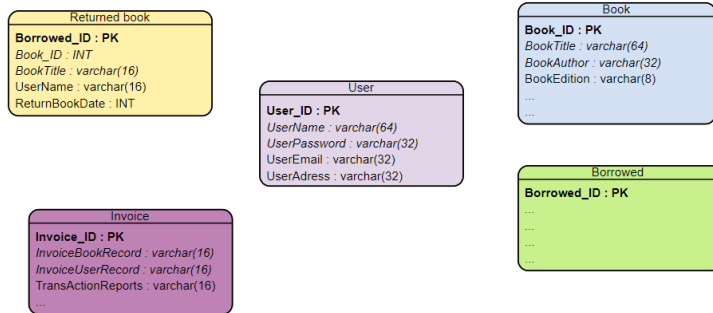 Returned book
Borrowed_ID : PK
Book_ID : INT
BookTitle : varchar(16)
UserName : varchar(16)
ReturnBookDate : INT
User
User_ID : PK
UserName : varchar(64)
UserPassword : varchar(32)
UserEmail : varchar(32)
UserAdress : varchar(32)
Book
Book_ID : PK
BookTitle : varchar(64)
BookAuthor : varchar(32)
BookEdition : varchar(8)
...
...
Invoice
Invoice_ID : PK
InvoiceBookRecord : varchar(16)
InvoiceUserRecord : varchar(16)
TransActionReports : varchar(16)
...
Borrowed
Borrowed_ID : PK
...
...
...
...